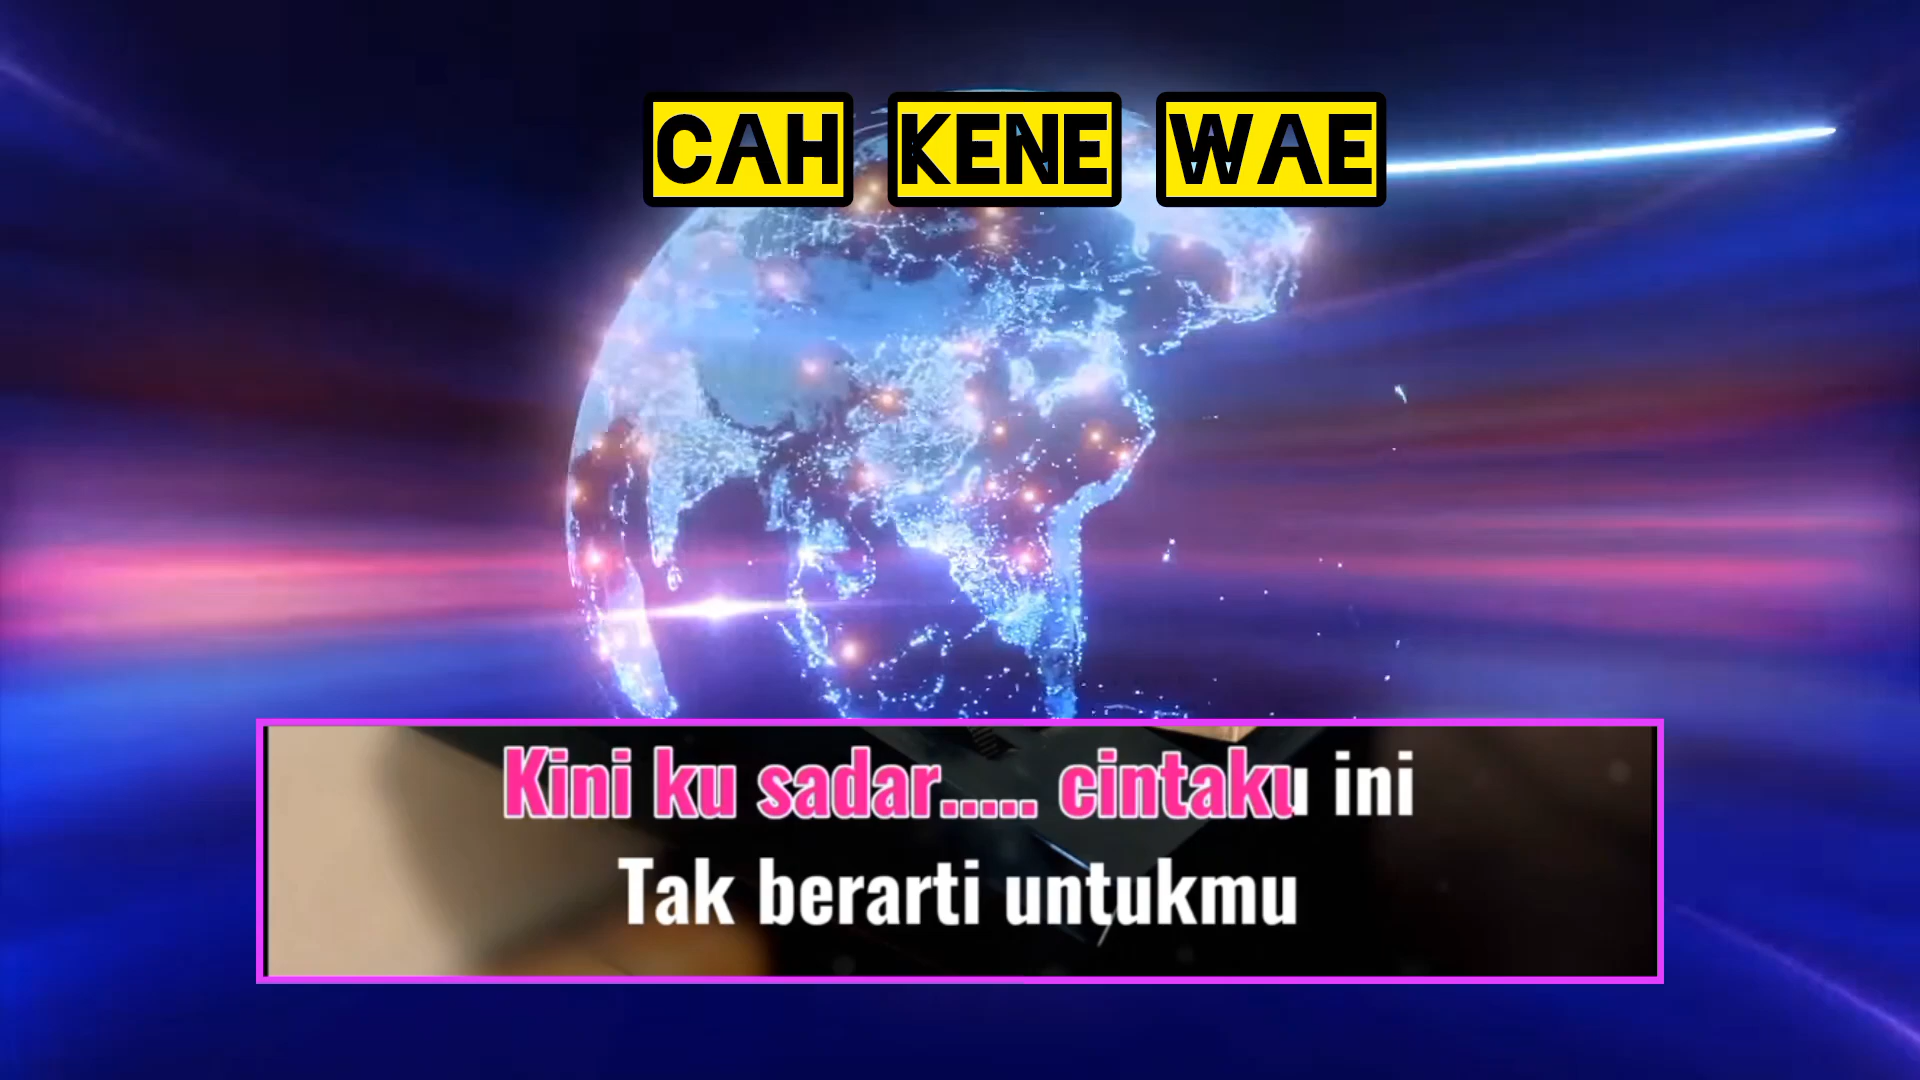 CAH KENE WAE
Kini ku sadar..... cintaku ini
Tak berarti untukmu